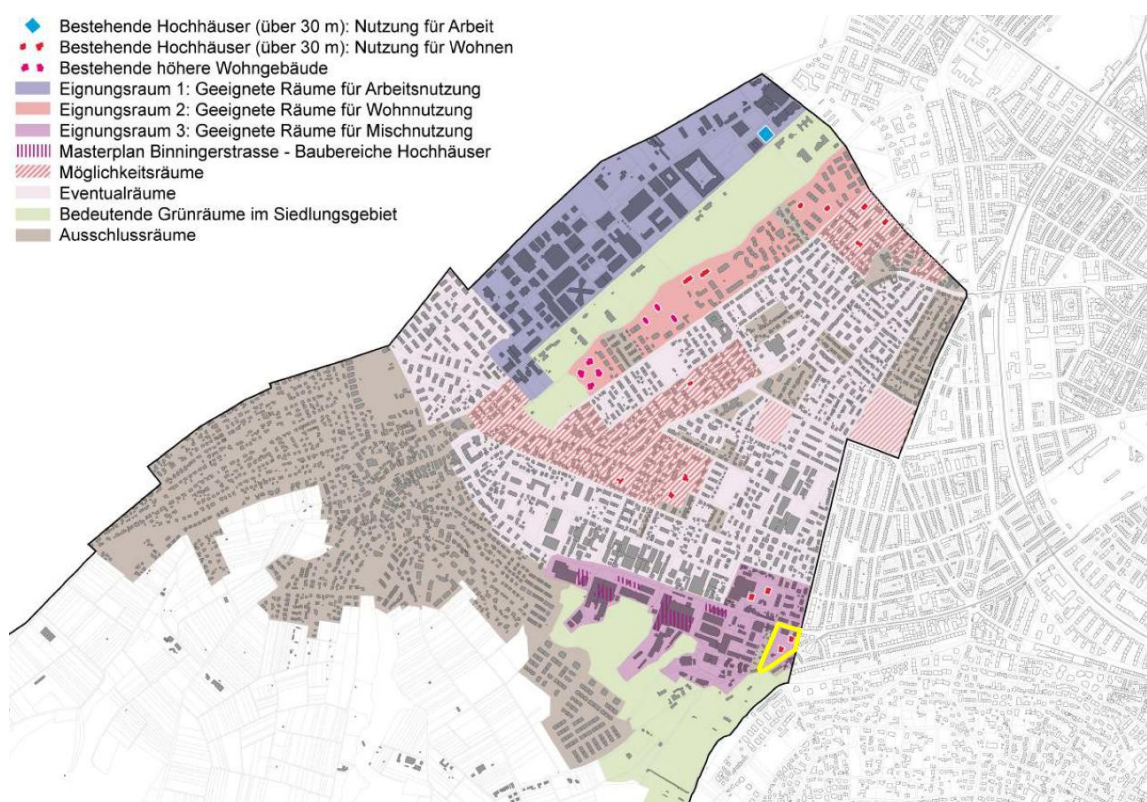 Bestehende Hochhäuser (über 30 m): Nutzung für Arbeit
Bestehende Hochhäuser (über 30 m): Nutzung für Wohnen
Bestehende höhere Wohngebäude
Eignungsraum 1: Geeignete Räume für Arbeitsnutzung
Eignungsraum 2: Geeignete Räume für Wohnnutzung
Eignungsraum 3: Geeignete Räume für Mischnutzung
Masterplan Binningerstrasse - Baubereiche Hochhäuser
Möglichkeitsräume
Eventualräume
Bedeutende Grünräume im Siedlungsgebiet
Ausschlussräume